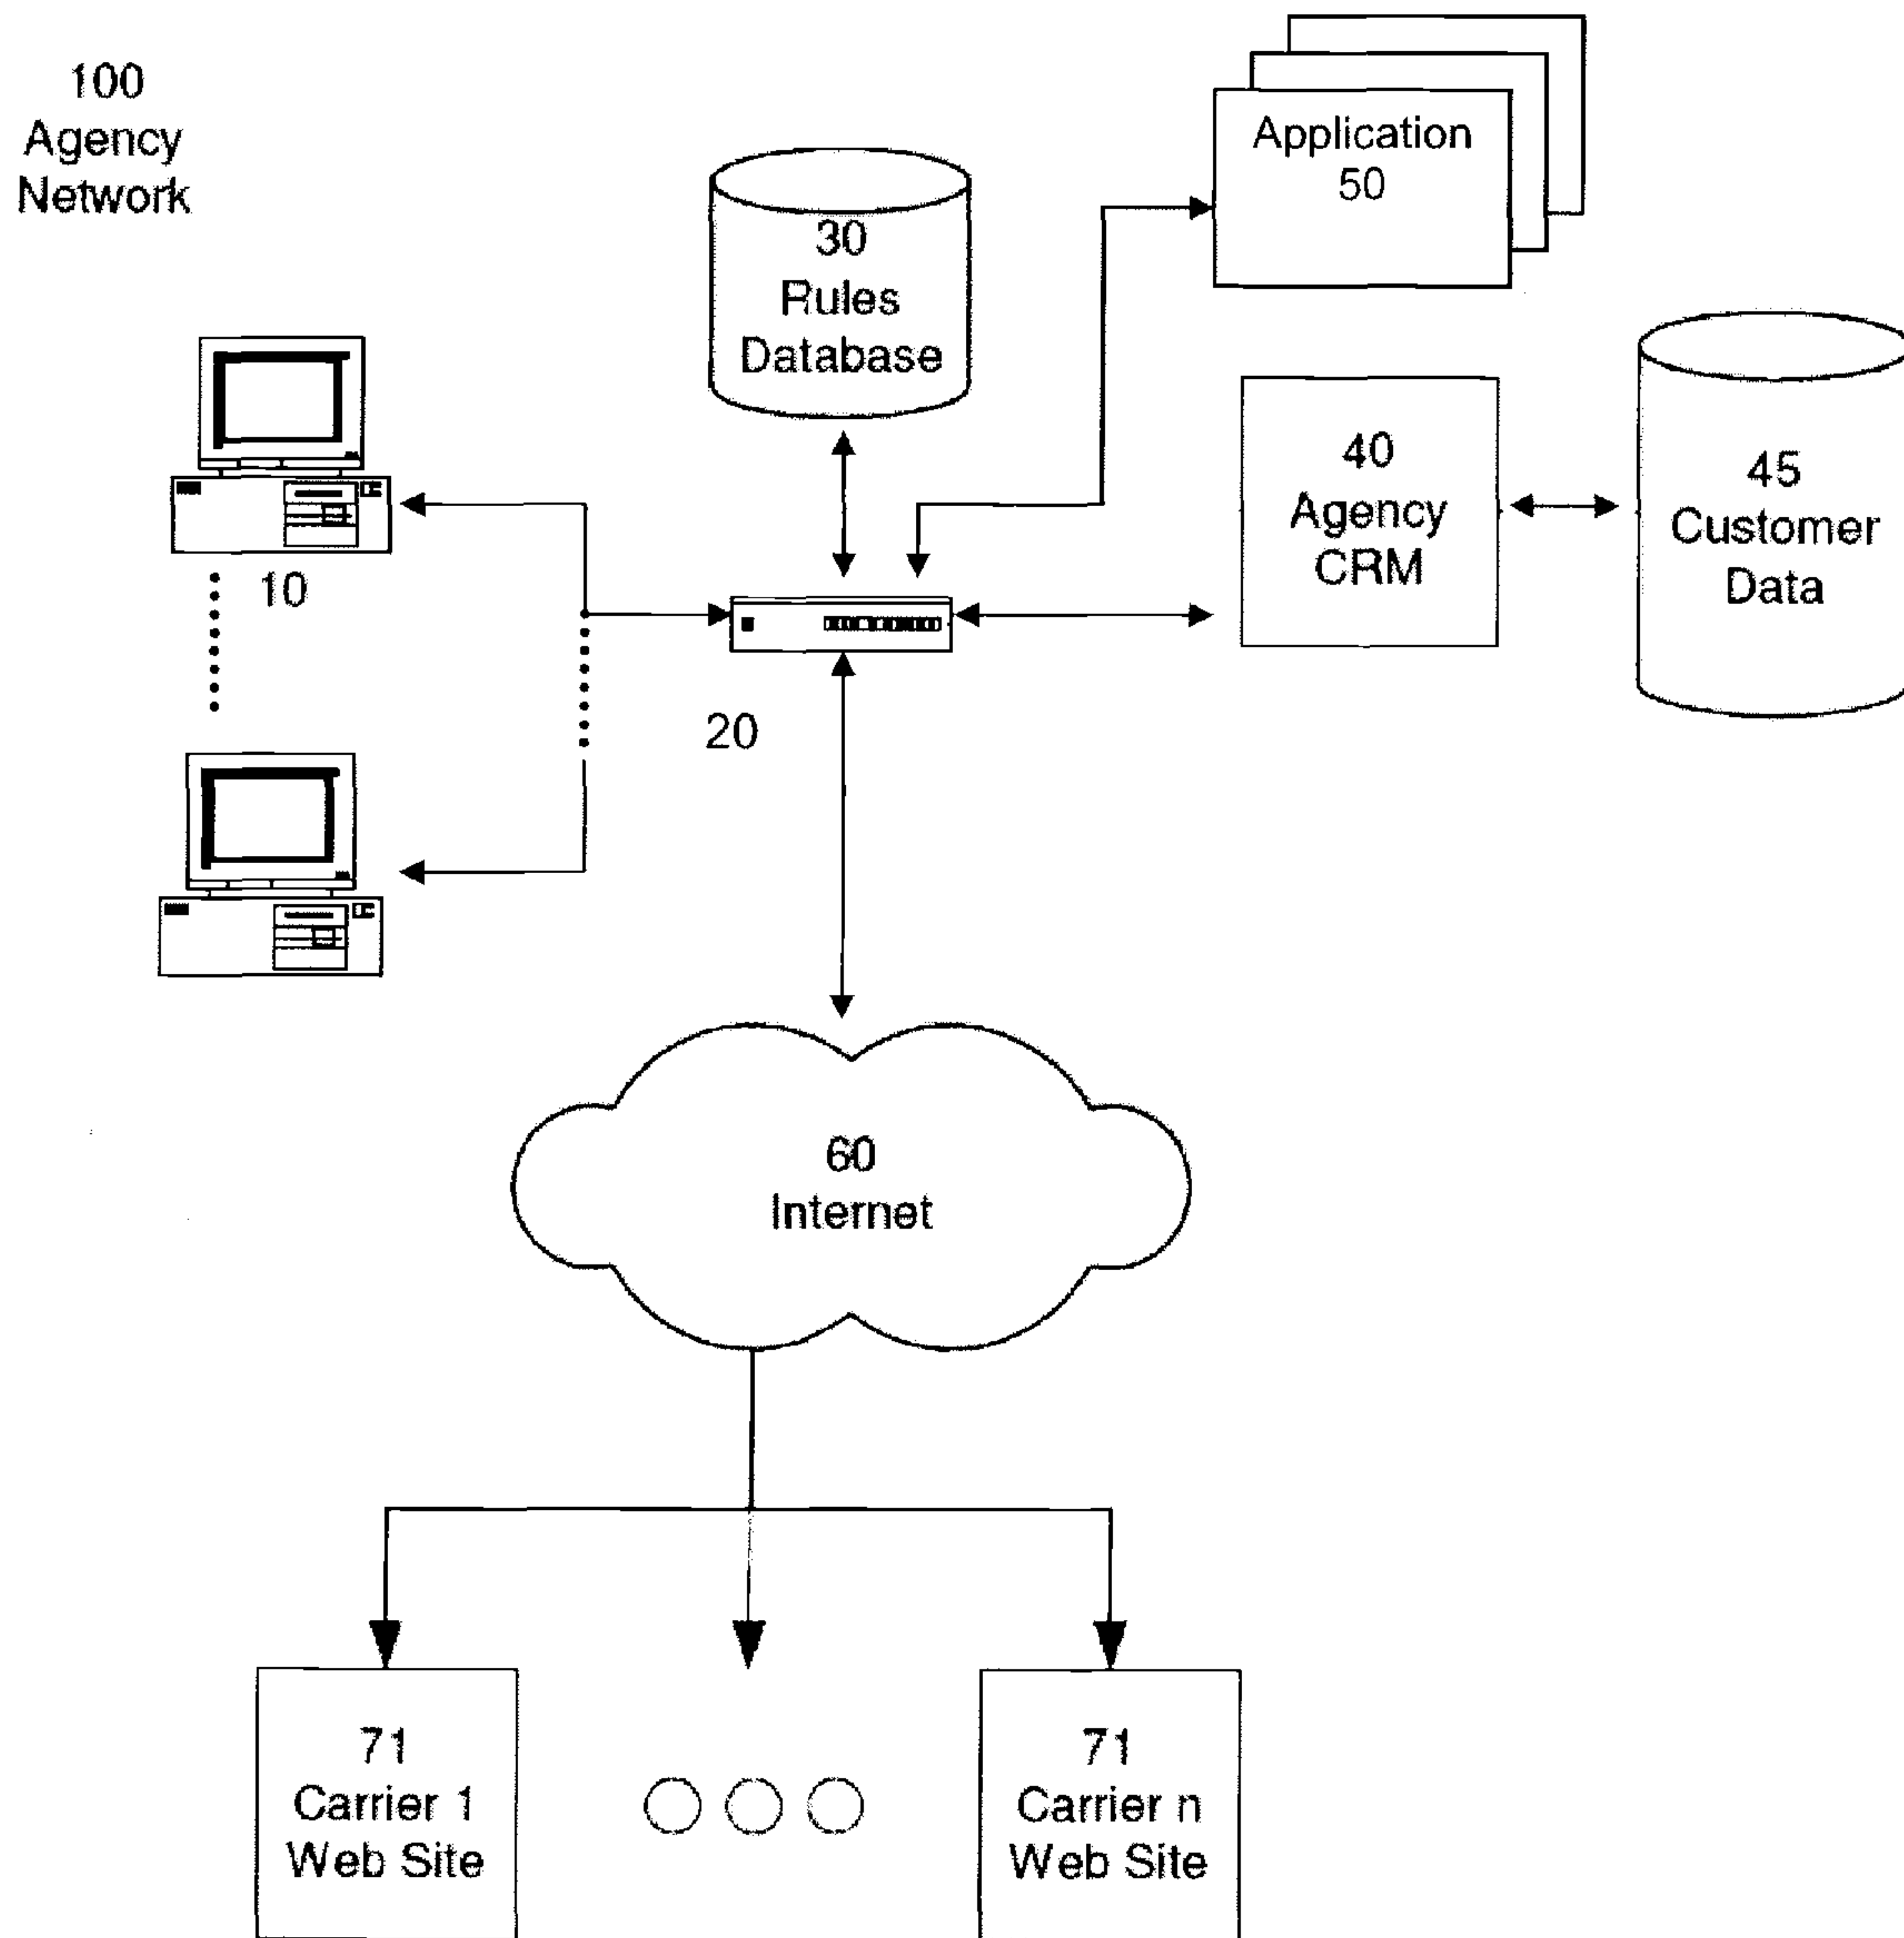 100
Agency
Network
Application
50
30
Rules
Database
40
Agency
CRM
45
Customer
Data
10
20
60
Internet
71
Carrier 1
Web Site
71
Carrier n
Web Site